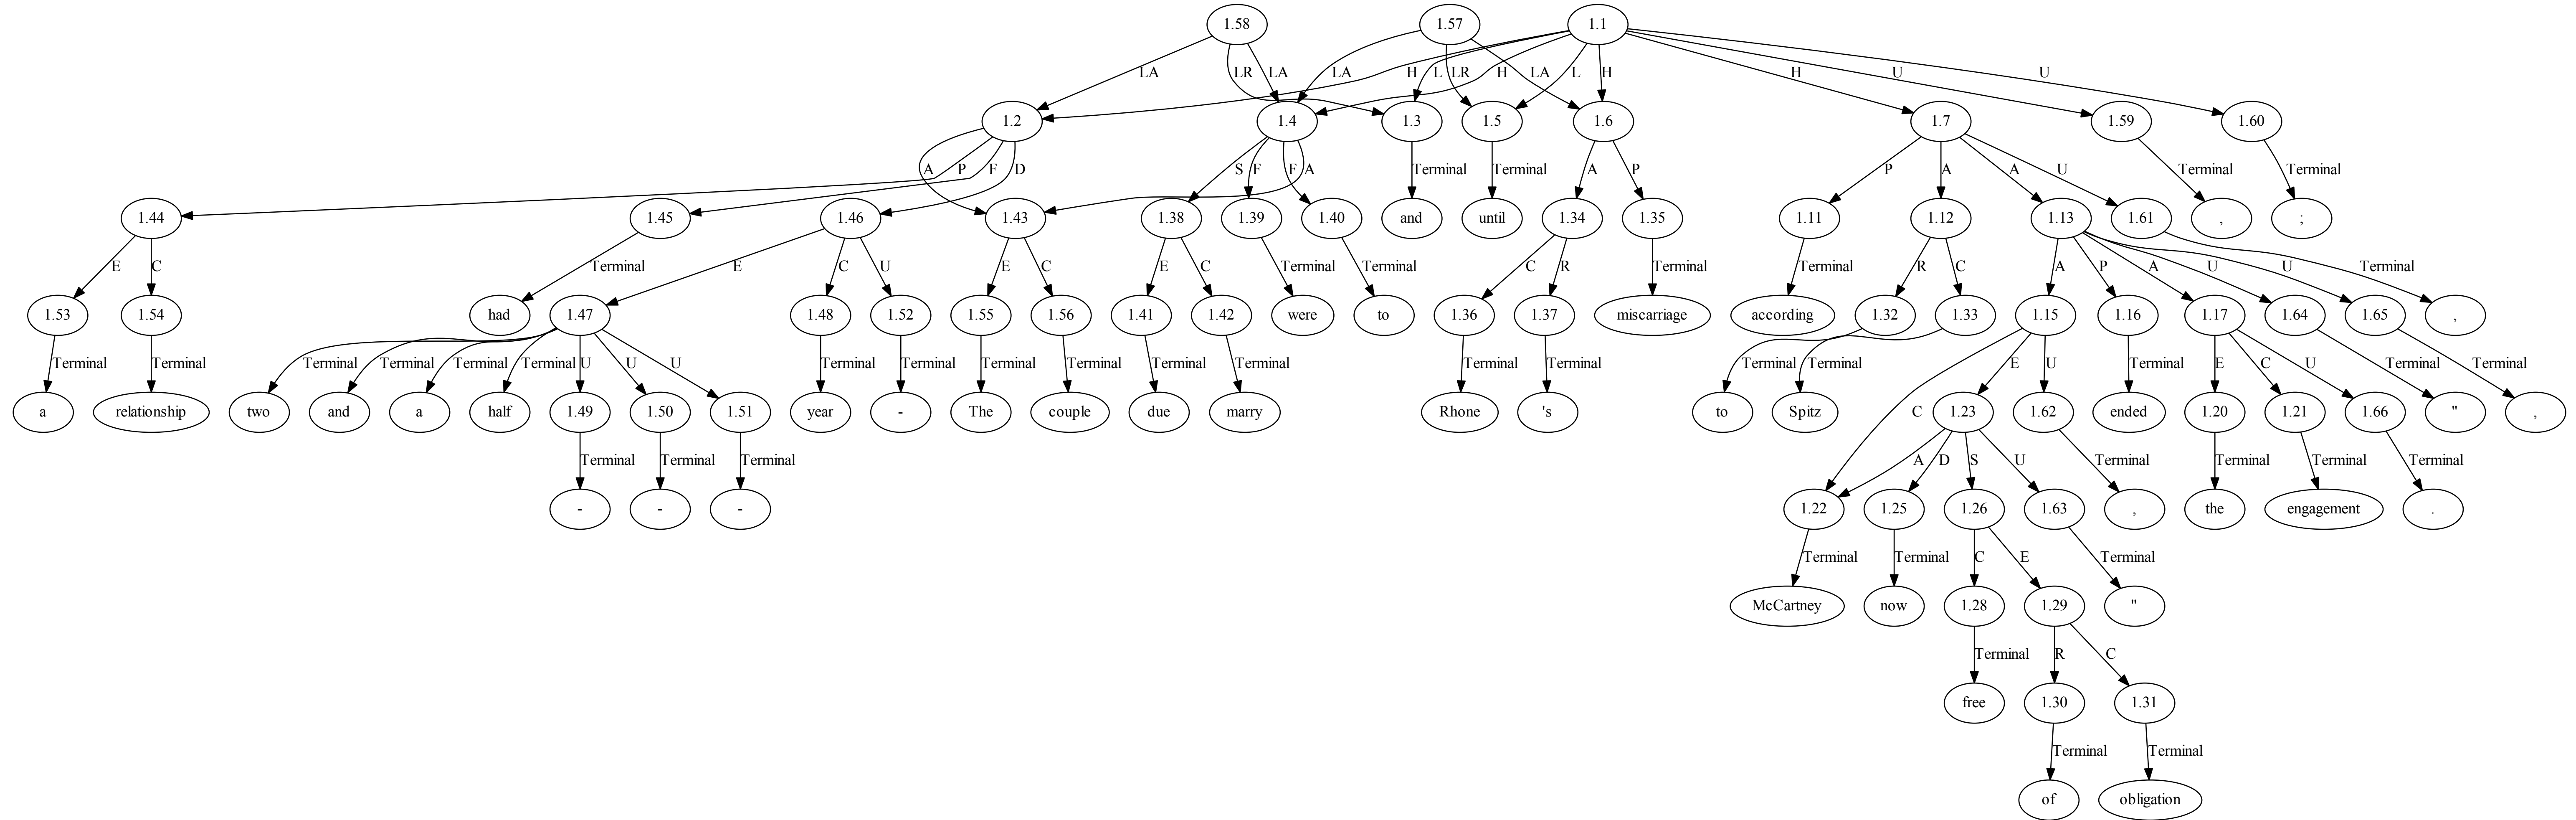 1.58 1.57 1.1
LA LR LA LA LR LA H L H L H H U U
1.2 1.4 1.3 1.5 1.6 1.7 1.59 1.60
A P F D S F F A Terminal Terminal A P P A A U Terminal Terminal
1.44 1.45 1.46 1.43 1.38 1.39 1.40 and until 1.34 1.35 1.11 1.12 1.13 1.61 , ;
E C Terminal E C U E C E C Terminal Terminal C R Terminal Terminal R C A P A U U Terminal
1.53 1.54 had 1.47 1.48 1.52 1.55 1.56 1.41 1.42 were to 1.36 1.37 miscarriage according 1.32 1.33 1.15 1.16 1.17 1.64 1.65 ,
Terminal Terminal Terminal Terminal Terminal Terminal U U U Terminal Terminal Terminal Terminal Terminal Terminal Terminal Terminal Terminal Terminal C E U Terminal E C U Terminal Terminal
a relationship two and a half 1.49 1.50 1.51 year - The couple due marry Rhone 's to Spitz 1.23 1.62 ended 1.20 1.21 1.66 " ,
Terminal Terminal Terminal A D S U Terminal Terminal Terminal Terminal
- - - 1.22 1.25 1.26 1.63 , the engagement .
Terminal Terminal C E Terminal
McCartney now 1.28 1.29 "
Terminal R C
free 1.30 1.31
Terminal Terminal
of obligation